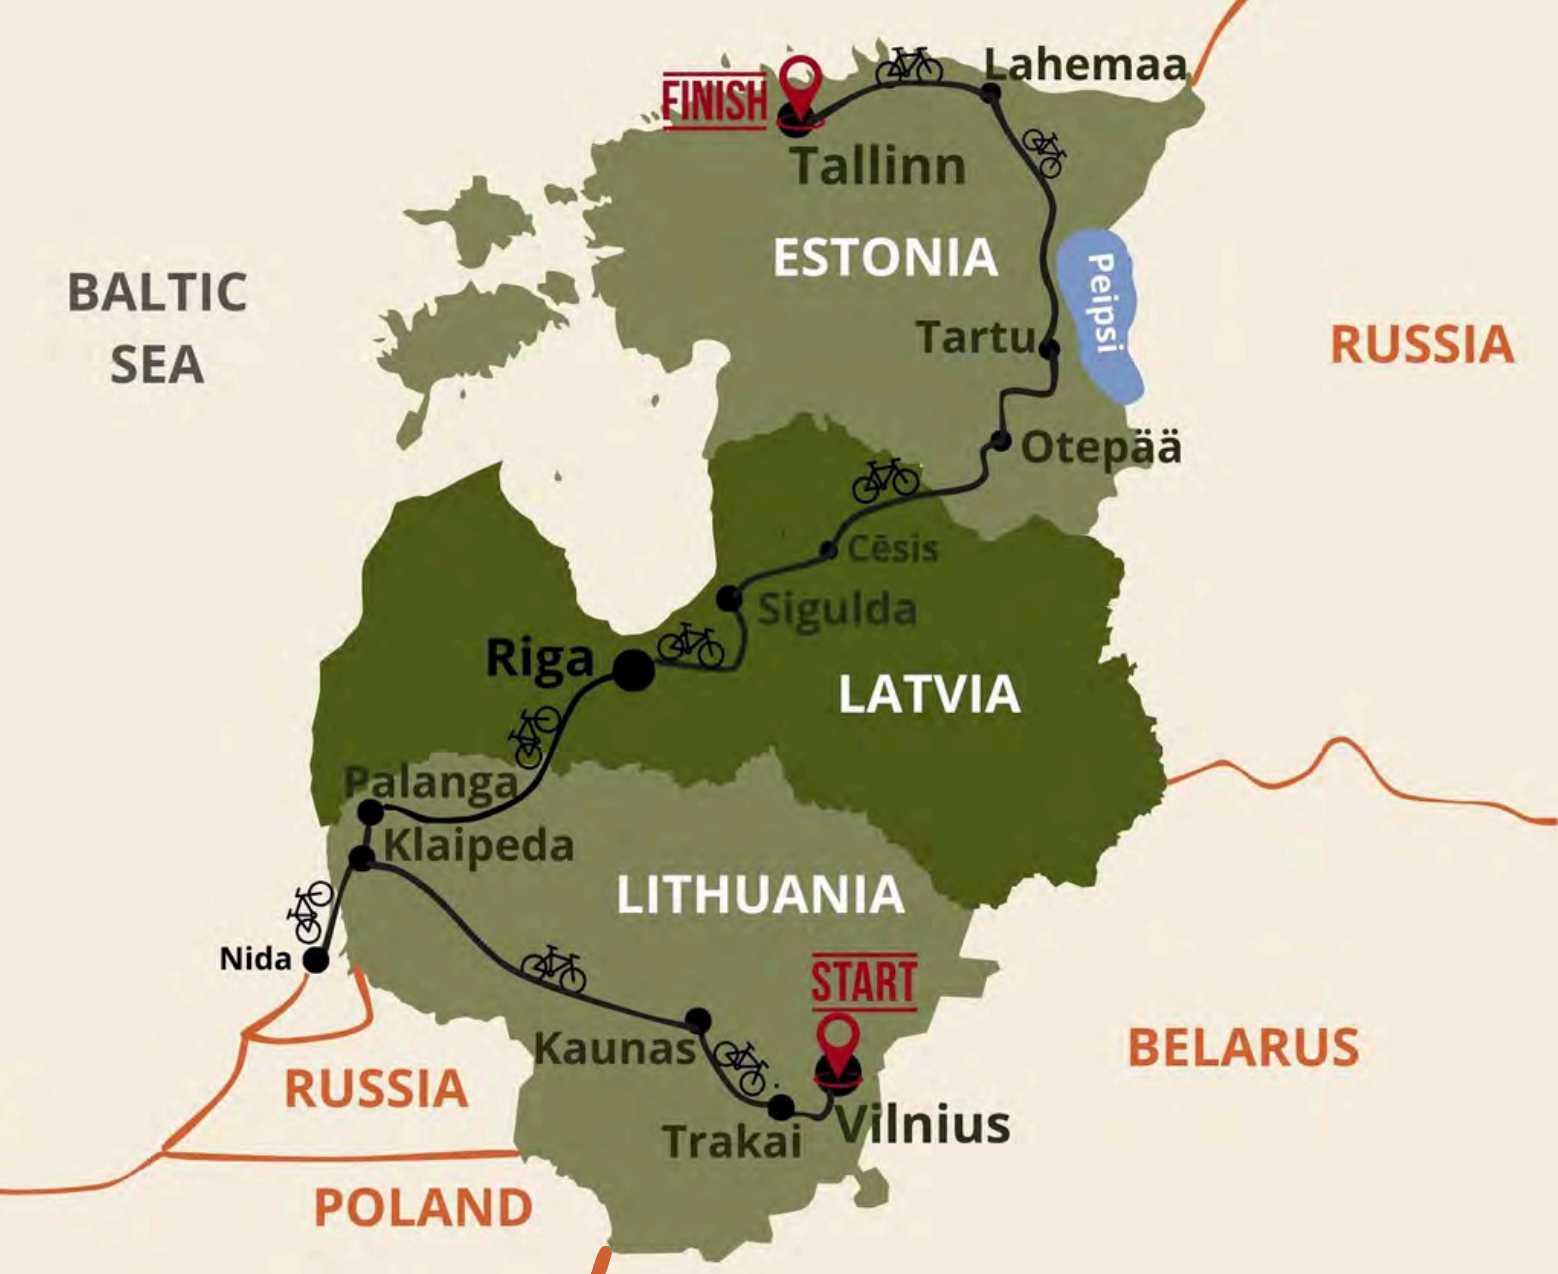 Lahemaa
FINISH
Tallinn
ESTONIA
BALTIC
SEA
Peipsi
Tartu
RUSSIA
Otepää
Cēsis
Sigulda
Riga
LATVIA
Palanga
Klaipeda
LITHUANIA
Nida
START
Kaunas
BELARUS
RUSSIA
Trakai
Vilnius
POLAND